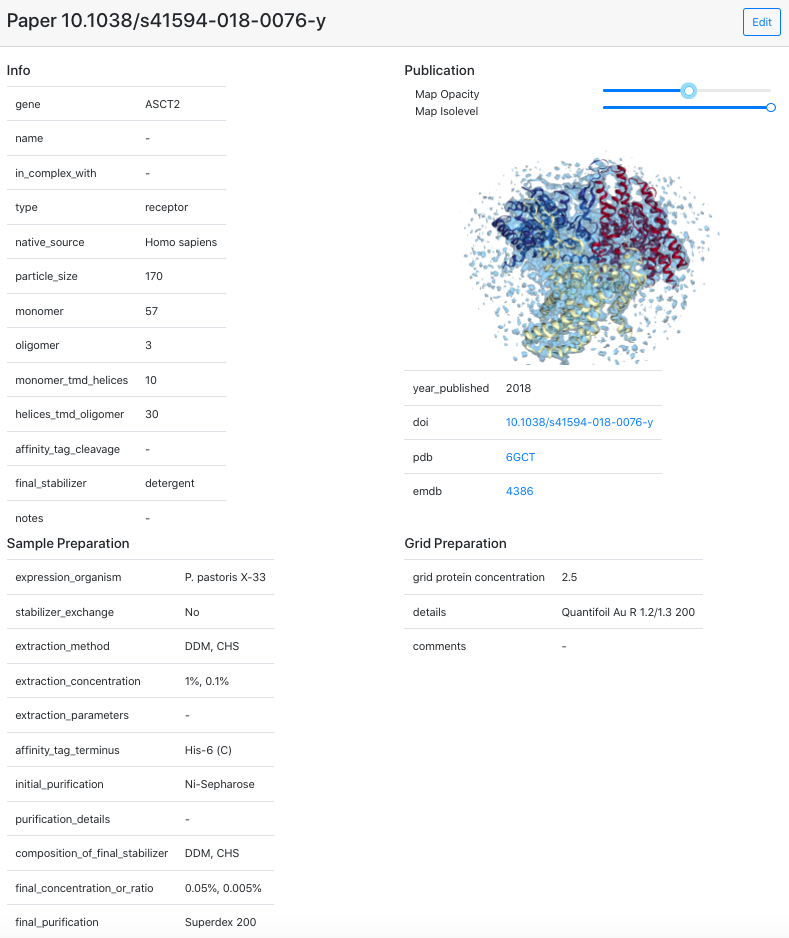 Paper 10.1038/s41594-018-0076-y
Edit
Info
gene ASCT2
name -
in_complex_with -
type receptor
native_source Homo sapiens
particle_size 170
monomer 57
oligomer 3
monomer_tmd_helices 10
helices_tmd_oligomer 30
affinity_tag_cleavage -
final_stabilizer detergent
notes -
Publication
Map Opacity
Map Isolevel
year_published 2018
doi 10.1038/s41594-018-0076-y
pdb 6GCT
emdb 4386
Sample Preparation
expression_organism P. pastoris X-33
stabilizer_exchange No
extraction_method DDM, CHS
extraction_concentration 1%, 0.1%
extraction_parameters -
affinity_tag_terminus His-6 (C)
initial_purification Ni-Sepharose
purification_details -
composition_of_final_stabilizer DDM, CHS
final_concentration_or_ratio 0.05%, 0.005%
final_purification Superdex 200
Grid Preparation
grid protein concentration 2.5
details Quantifoil Au R 1.2/1.3 200
comments -